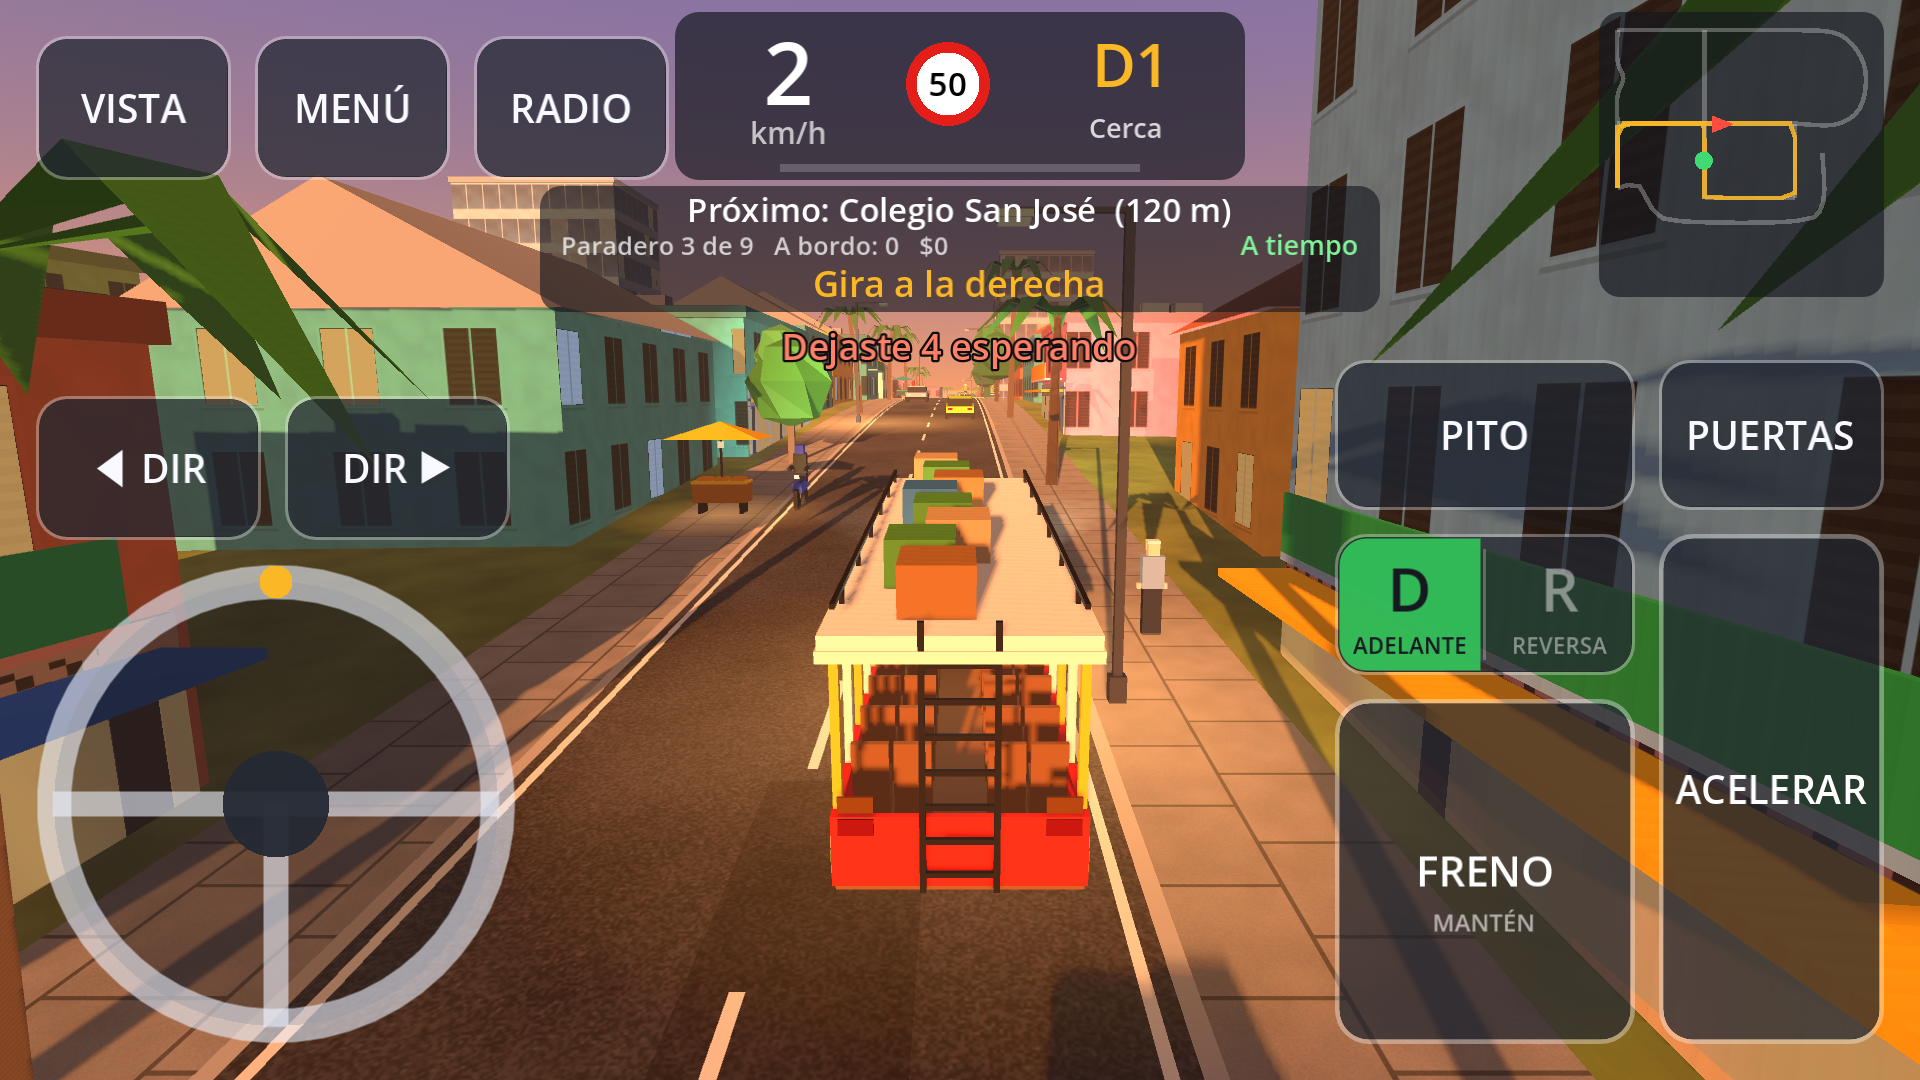 VISTA
MENÚ
RADIO
2
km/h
50
D1
Cerca
Próximo: Colegio San José (120 m)
Paradero 3 de 9 A bordo: 0 $0
A tiempo
Gira a la derecha
Dejaste 4 esperando
◀ DIR
DIR ▶
PITO
PUERTAS
D
ADELANTE
R
REVERSA
FRENO
MANTÉN
ACELERAR